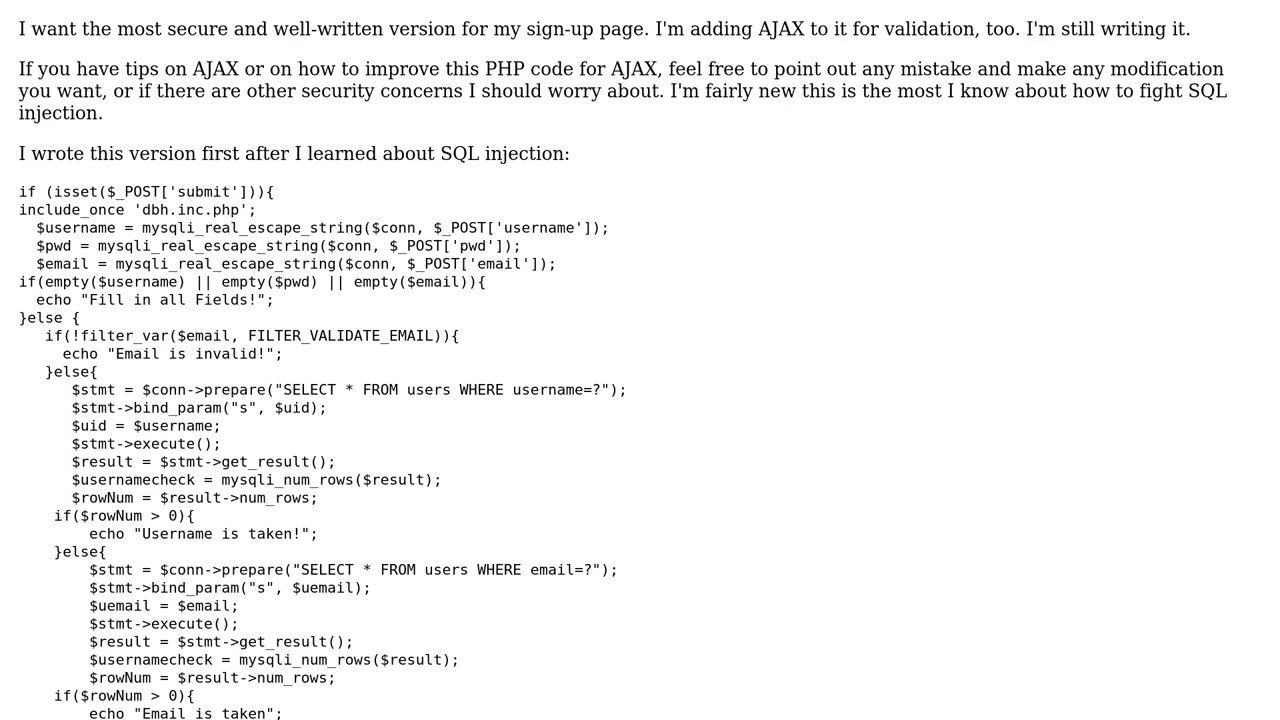 I want the most secure and well-written version for my sign-up page. I'm adding AJAX to it for validation, too. I'm still writing it.
If you have tips on AJAX or on how to improve this PHP code for AJAX, feel free to point out any mistake and make any modification
you want, or if there are other security concerns I should worry about. I'm fairly new this is the most I know about how to fight SQL
injection.
I wrote this version first after I learned about SQL injection:
if (isset($_POST['submit'])){
include_once 'dbh.inc.php';
  $username = mysqli_real_escape_string($conn, $_POST['username']);
  $pwd = mysqli_real_escape_string($conn, $_POST['pwd']);
  $email = mysqli_real_escape_string($conn, $_POST['email']);
if(empty($username) || empty($pwd) || empty($email)){
  echo "Fill in all Fields!";
}else {
   if(!filter_var($email, FILTER_VALIDATE_EMAIL)){
     echo "Email is invalid!";
   }else{
      $stmt = $conn->prepare("SELECT * FROM users WHERE username=?");
      $stmt->bind_param("s", $uid);
      $uid = $username;
      $stmt->execute();
      $result = $stmt->get_result();
      $usernamecheck = mysqli_num_rows($result);
      $rowNum = $result->num_rows;
    if($rowNum > 0){
        echo "Username is taken!";
    }else{
        $stmt = $conn->prepare("SELECT * FROM users WHERE email=?");
        $stmt->bind_param("s", $uemail);
        $uemail = $email;
        $stmt->execute();
        $result = $stmt->get_result();
        $usernamecheck = mysqli_num_rows($result);
        $rowNum = $result->num_rows;
    if($rowNum > 0){
        echo "Email is taken";